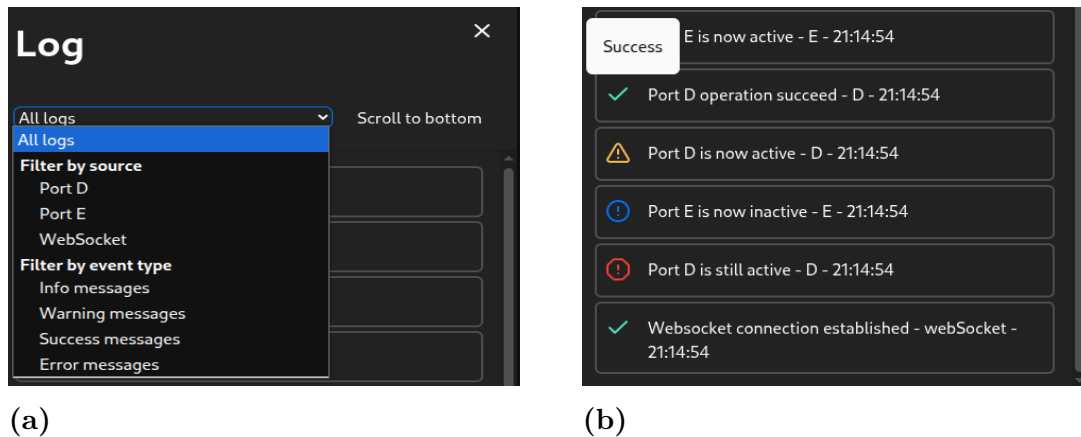 Log
All logs
Scroll to bottom
All logs
Filter by source
Port D
Port E
WebSocket
Filter by event type
Info messages
Warning messages
Success messages
Error messages
(a)
Success
E is now active - E - 21:14:54
Port D operation succeed - D - 21:14:54
Port D is now active - D - 21:14:54
Port E is now inactive - E - 21:14:54
Port D is still active - D - 21:14:54
Websocket connection established - webSocket -
21:14:54
(b)